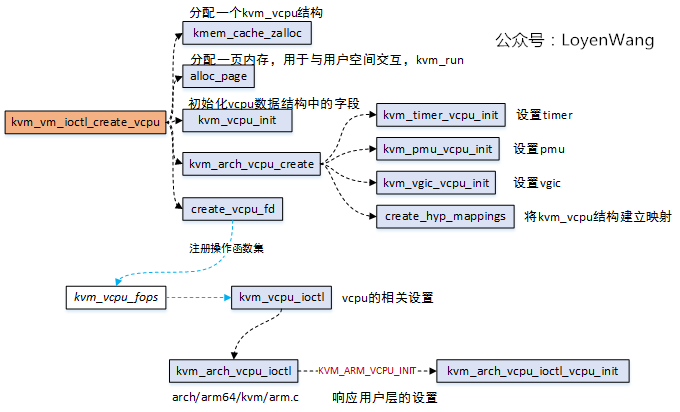 分配一个kvm_vcpu结构
kmem_cache_zalloc
公众号：LoyenWang
分配一页内存，用于与用户空间交互，kvm_run
alloc_page
初始化vcpu数据结构中的字段
kvm_vm_ioctl_create_vcpu
kvm_vcpu_init
kvm_timer_vcpu_init
设置timer
kvm_pmu_vcpu_init
设置pmu
kvm_arch_vcpu_create
kvm_vgic_vcpu_init
设置vgic
create_vcpu_fd
create_hyp_mappings
将kvm_vcpu结构建立映射
注册操作函数集
kvm_vcpu_fops
kvm_vcpu_ioctl
vcpu的相关设置
kvm_arch_vcpu_ioctl
KVM_ARM_VCPU_INIT
kvm_arch_vcpu_ioctl_vcpu_init
arch/arm64/kvm/arm.c
响应用户层的设置